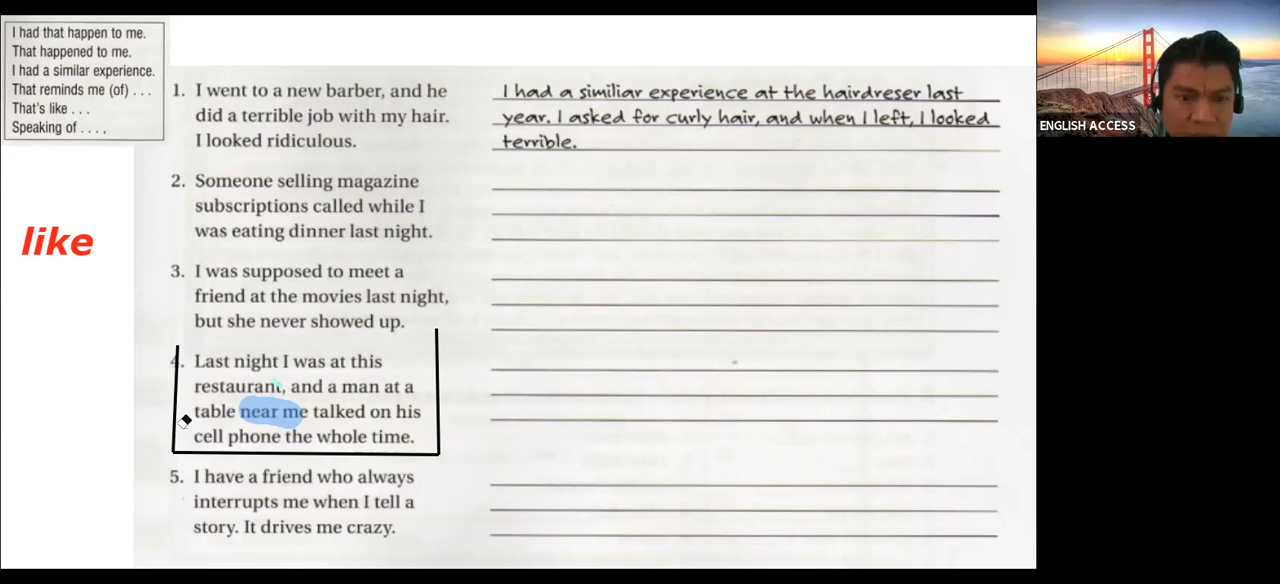 I had that happen to me.
That happened to me.
I had a similar experience.
That reminds me (of) . . .
That's like . . .
Speaking of . . . ,
like
1. I went to a new barber, and he
did a terrible job with my hair.
I looked ridiculous.
I had a similiar experience at the hairdreser last
year. I asked for curly hair, and when I left, I looked
terrible.
2. Someone selling magazine
subscriptions called while I
was eating dinner last night.
3. I was supposed to meet a
friend at the movies last night,
but she never showed up.
4. Last night I was at this
restaurant, and a man at a
table near me talked on his
cell phone the whole time.
5. I have a friend who always
interrupts me when I tell a
story. It drives me crazy.
ENGLISH ACCESS